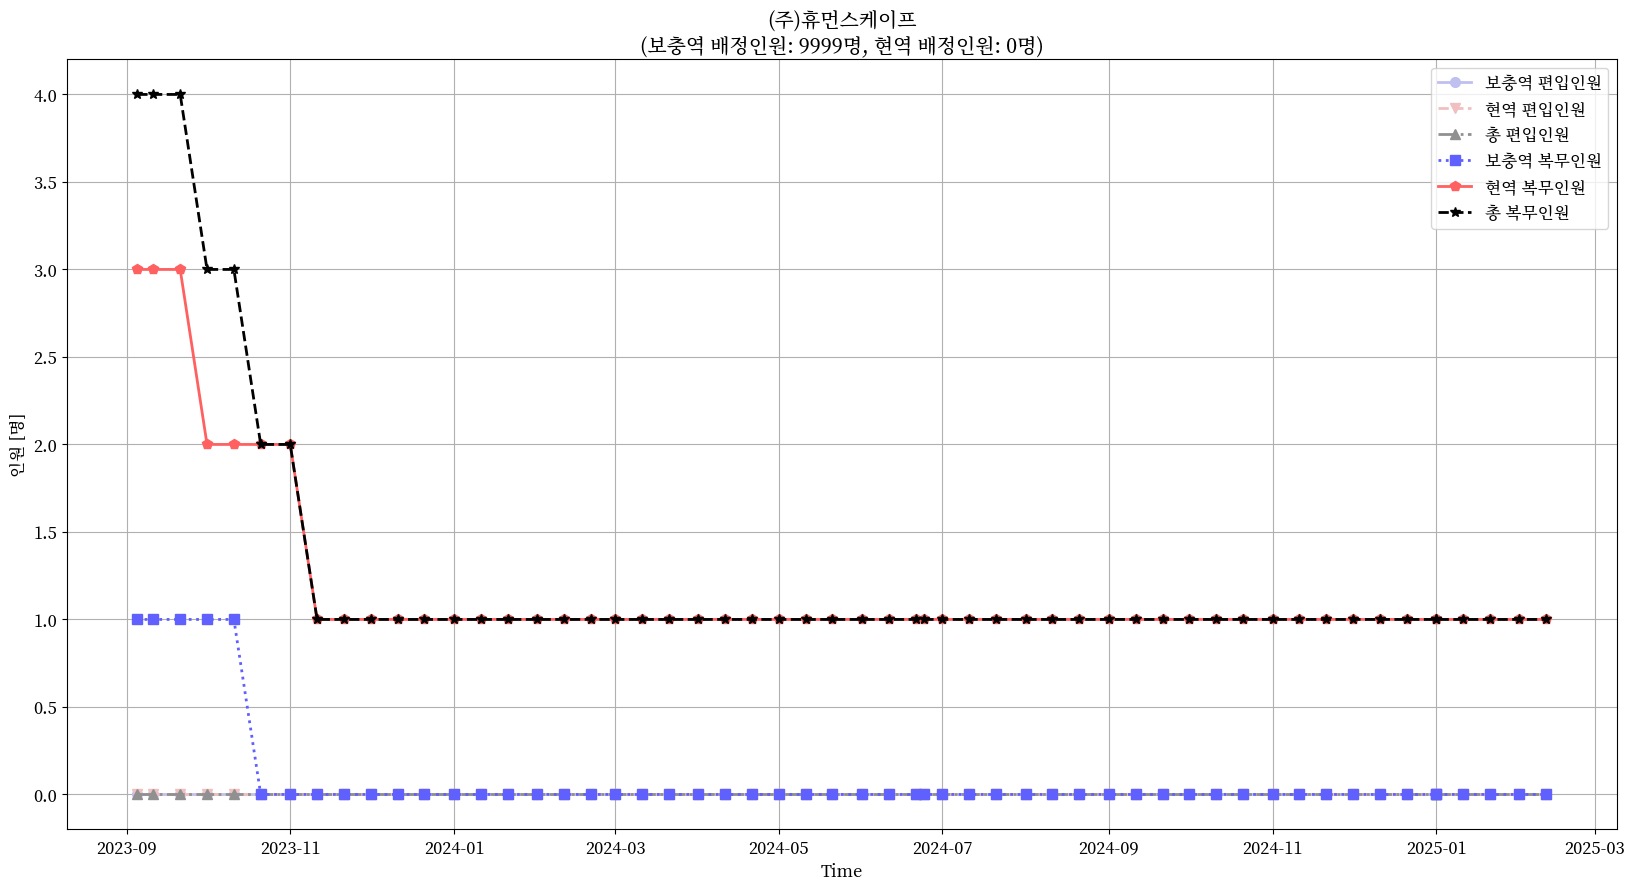 (주)휴먼스케이프
(보충역 배정인원: 9999명, 현역 배정인원: 0명)
보충역 편입인원
현역 편입인원
총 편입인원
보충역 복무인원
현역 복무인원
총 복무인원
인원 [명]
4.0
3.5
3.0
2.5
2.0
1.5
1.0
0.5
0.0
2023-09
2023-11
2024-01
2024-03
2024-05
2024-07
2024-09
2024-11
2025-01
2025-03
Time